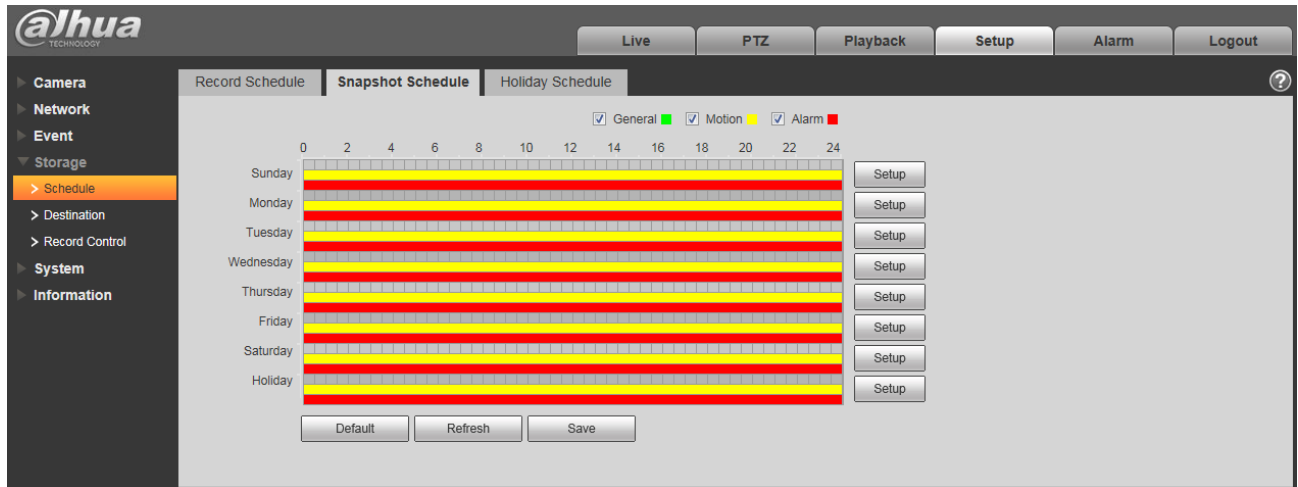 alhua
TECHNOLOGY
Live PTZ Playback Setup Alarm Logout
Camera
Network
Event
Storage
> Schedule
> Destination
> Record Control
System
Information
Record Schedule Snapshot Schedule Holiday Schedule ?
General Motion Alarm
0 2 4 6 8 10 12 14 16 18 20 22 24
Sunday Setup
Monday Setup
Tuesday Setup
Wednesday Setup
Thursday Setup
Friday Setup
Saturday Setup
Holiday Setup
Default Refresh Save